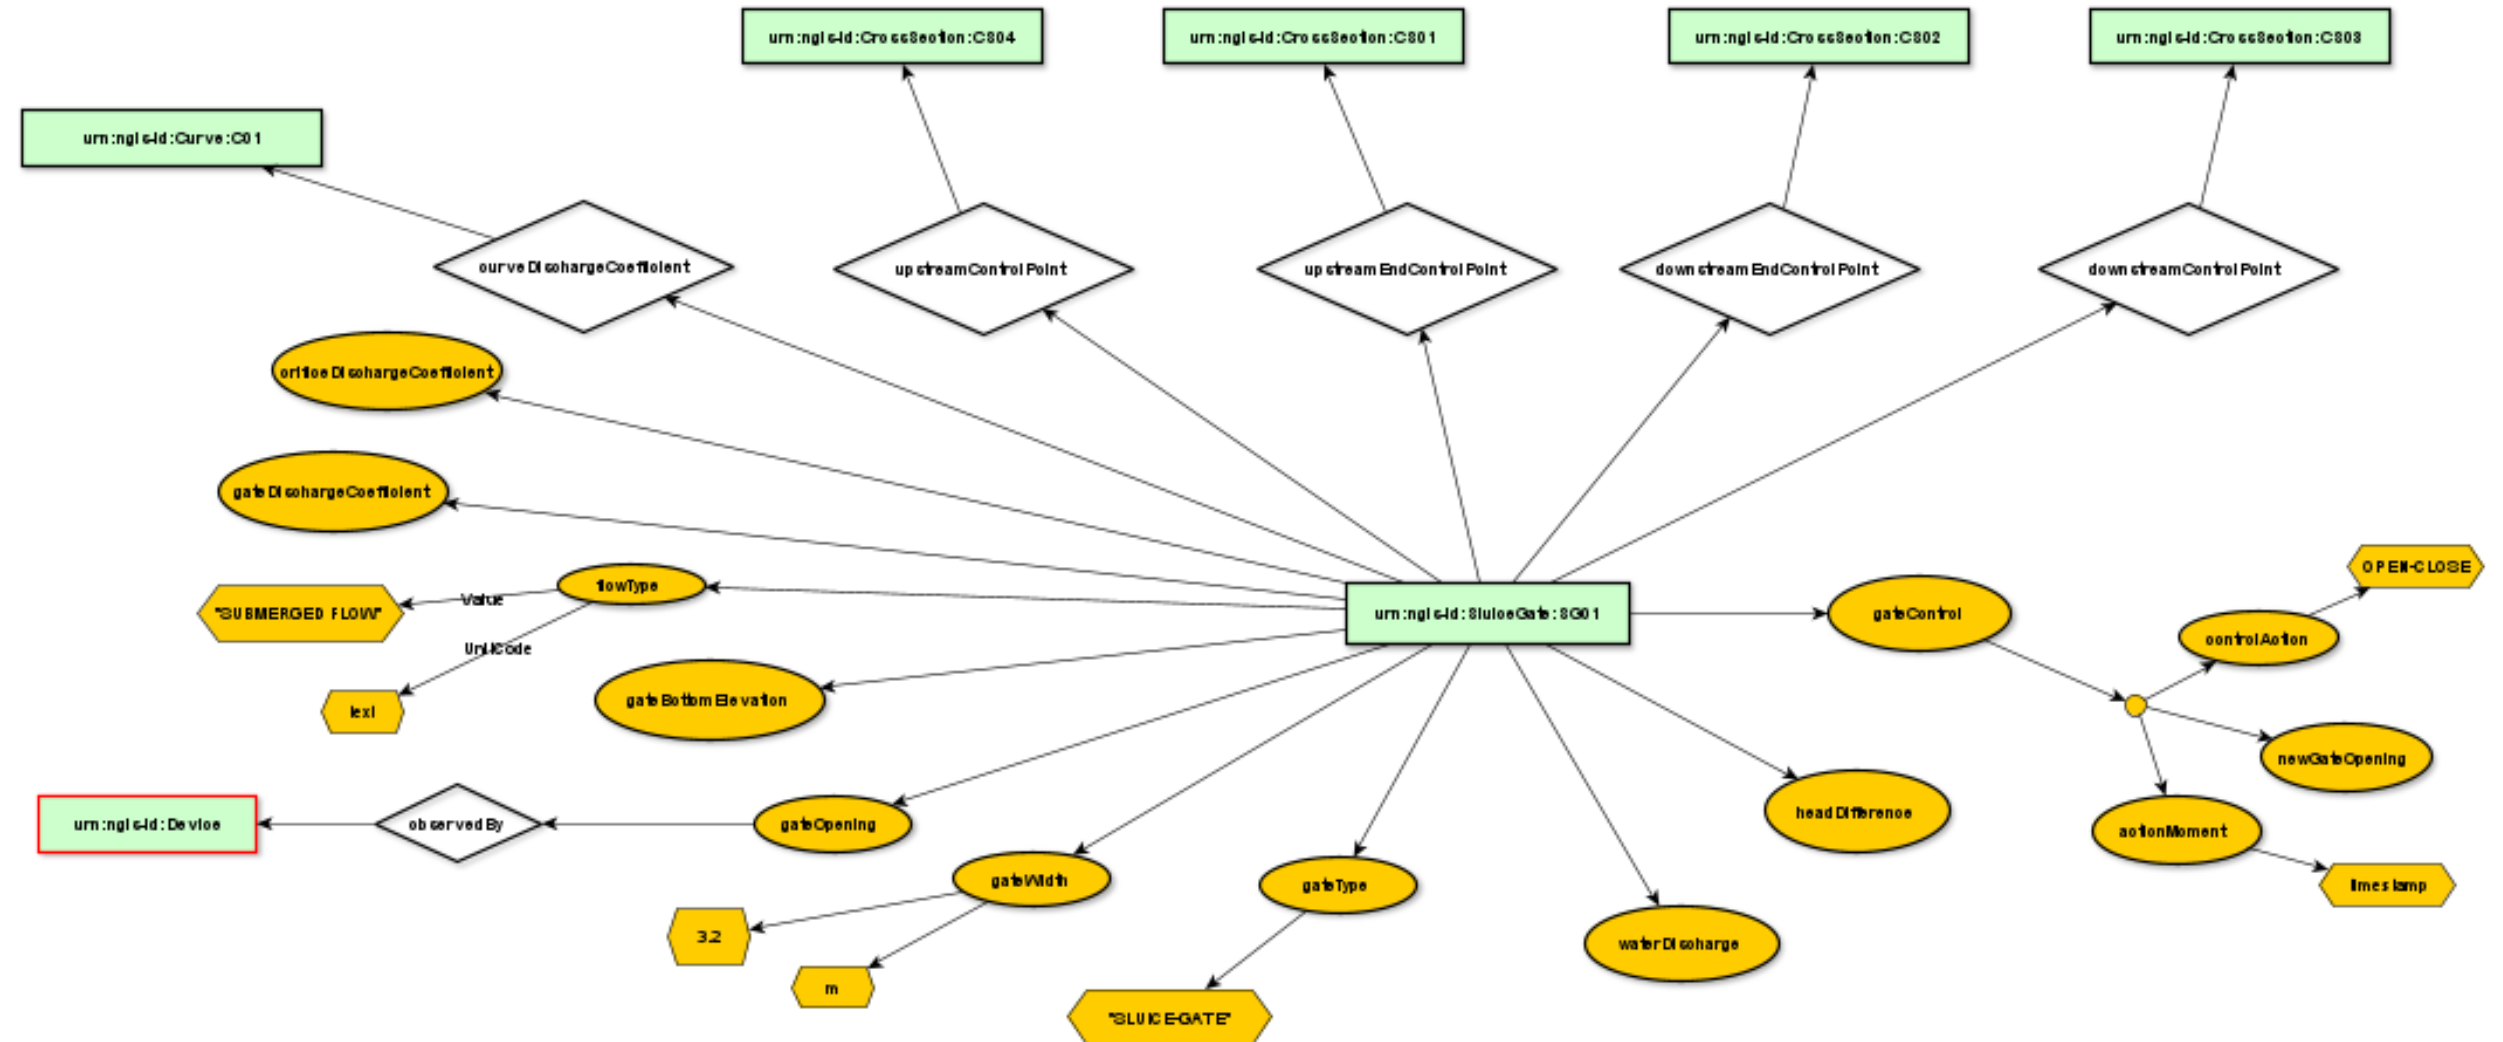 urn:ngsi-ld:CrossSection:CS04
urn:ngsi-ld:CrossSection:CS01
urn:ngsi-ld:CrossSection:CS02
urn:ngsi-ld:CrossSection:CS03
urn:ngsi-ld:Curve:C01
curveDischargeCoefficient
upstreamControlPoint
upstreamEndControlPoint
downstreamEndControlPoint
downstreamControlPoint
orificeDischargeCoefficient
gateDischargeCoefficient
flowType
Value
"SUBMERGED FLOW"
UnitCode
text
urn:ngsi-ld:SluiceGate:SG01
gateControl
OPEN-CLOSE
controlAction
gateBottomElevation
newGateOpening
urn:ngsi-ld:Device
observedBy
gateOpening
headDifference
actionMoment
gateWidth
gateType
timestamp
3.2
waterDischarge
m
"SLUICE-GATE"